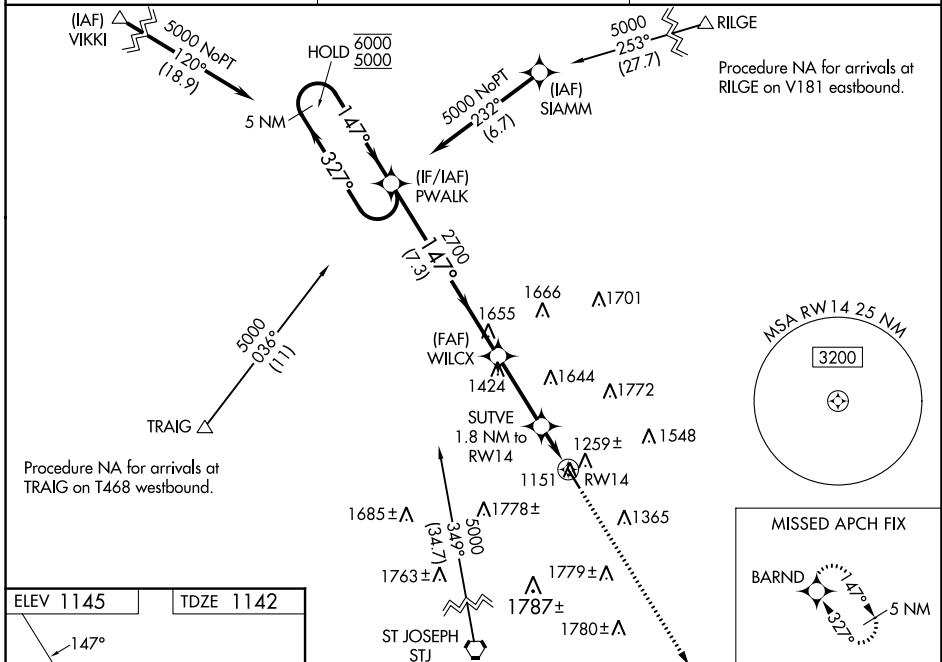 (IAF)
VIKKI
5000 NoPT
120°
(18.9)
HOLD
6000
5000
5 NM
147°
327°
(IF/IAF)
PWALK
5000 NoPT
232°
(6.7)
(IAF)
SIAMM
5000
253°
(27.7)
RILGE
Procedure NA for arrivals at
RILGE on V181 eastbound.
2700
147°
(7.3)
1655
1666
1701
(FAF)
WILCX
1424
1644
1772
SUTVE
1.8 NM to
RW14
1259±
1548
1151
RW14
MSA RW14 25 NM
3200
5000
036°
(11)
TRAIG
Procedure NA for arrivals at
TRAIG on T468 westbound.
1685±
1778±
1365
5000
349°
(34.7)
1763±
1779±
1787±
1780±
ST JOSEPH
STJ
MISSED APCH FIX
BARND
147°
327°
5 NM
ELEV 1145
TDZE 1142
147°